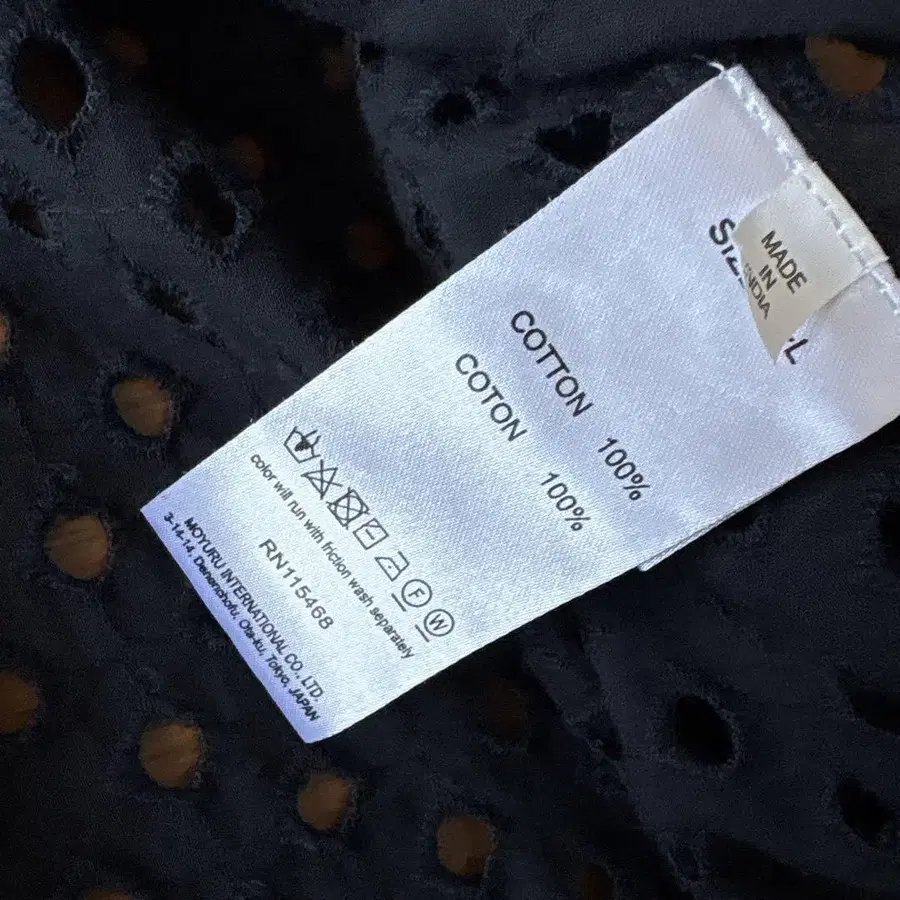 MADE
IN
INDIA
COTTON 100%
COTON 100%
F W
color will run with friction wash separately
RN115468
MOYURU INTERNATIONAL CO., LTD.
3-14-14, Denenchofu, Ota-ku, Tokyo, JAPAN